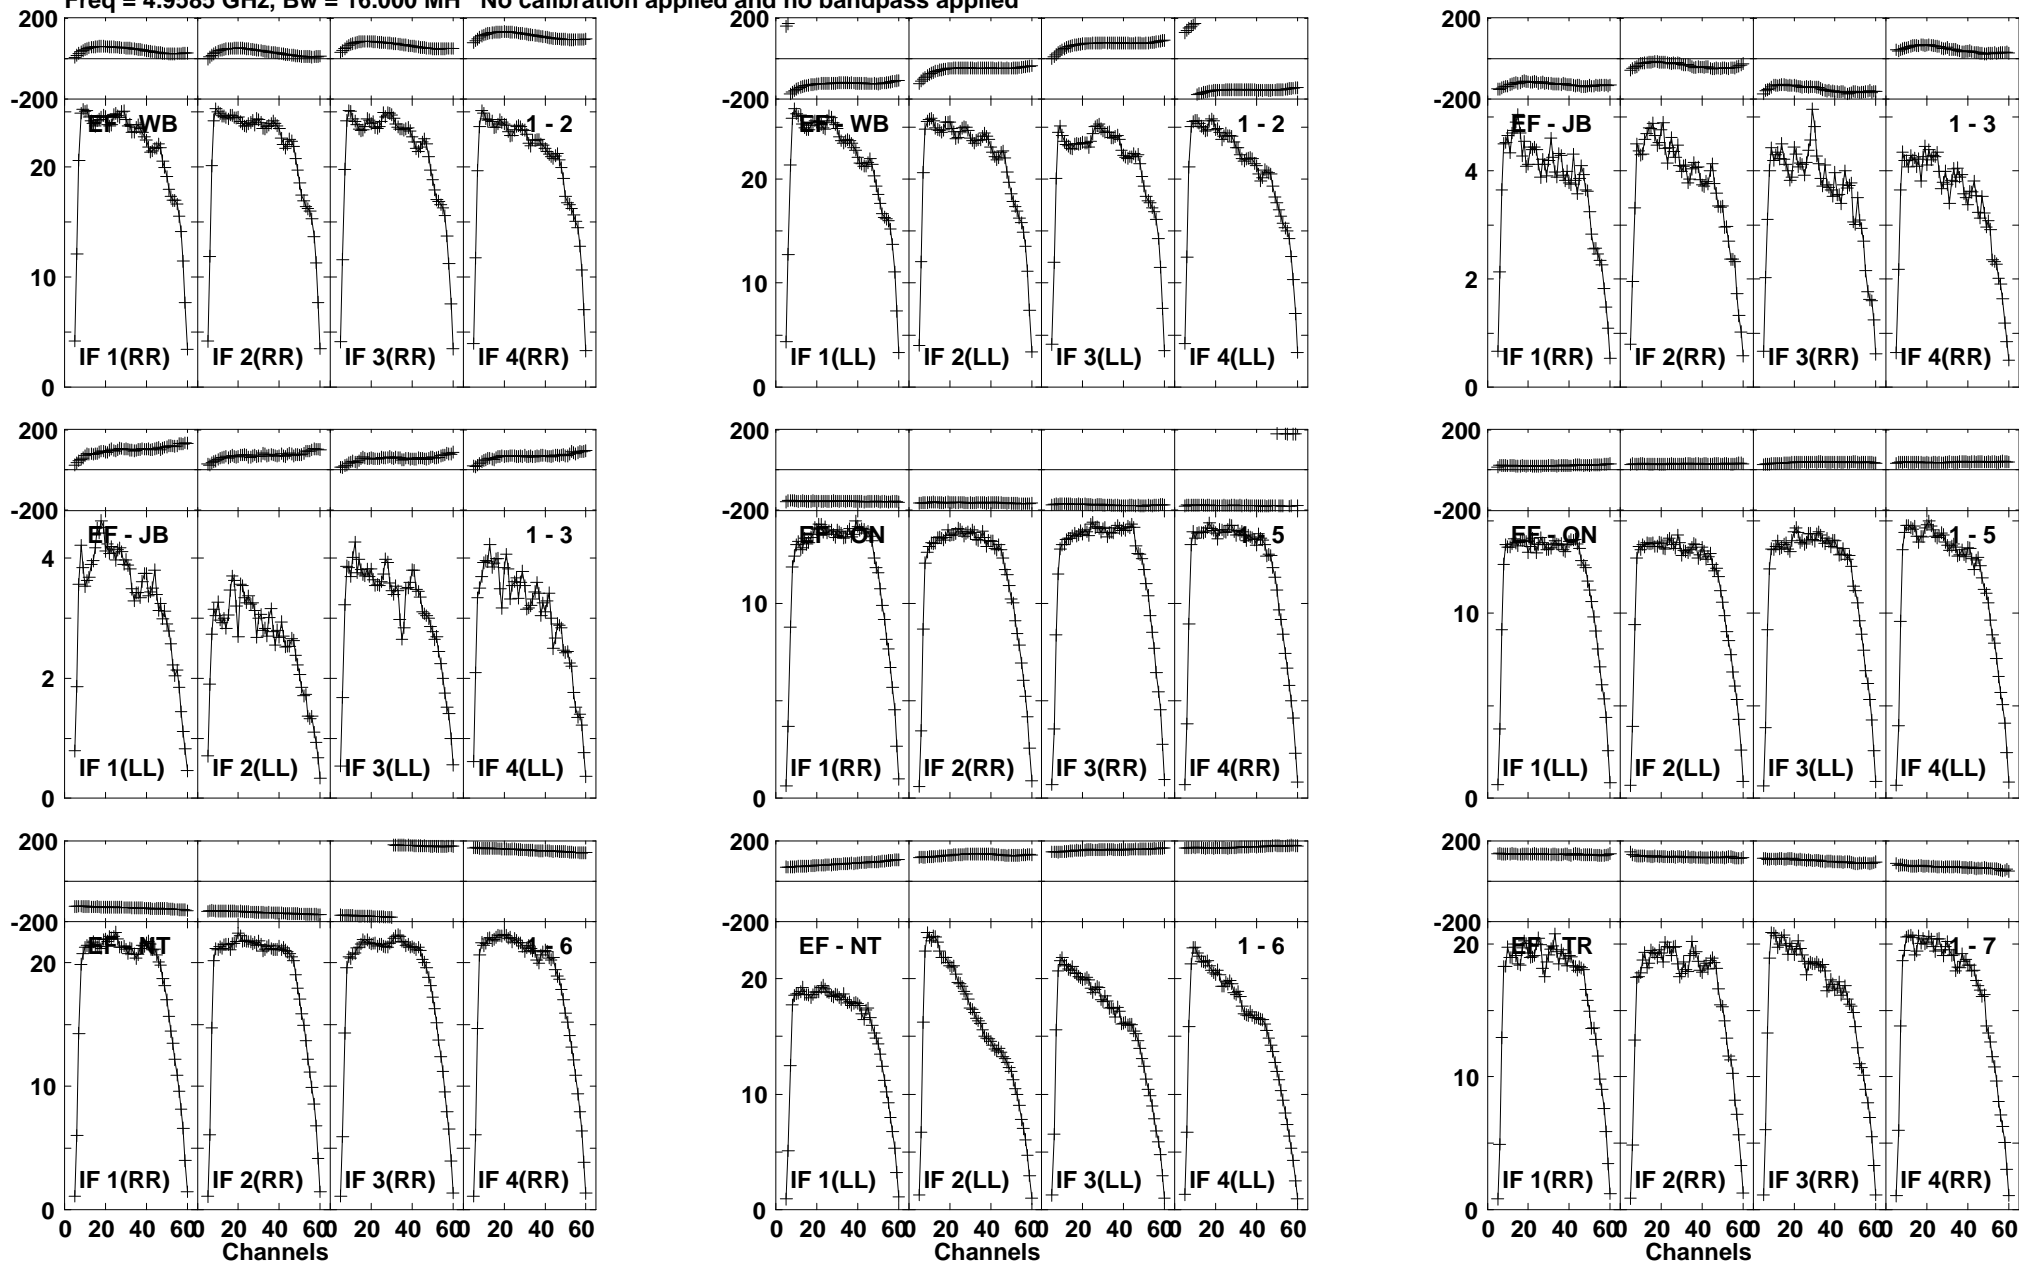 Freq = 4.9585 GHz, Bw = 16.000 MH No calibration applied and no bandpass applied
200
-200
20
10
0
EF - WB 1 - 2
IF 1(RR) IF 2(RR) IF 3(RR) IF 4(RR)
200
-200
20
10
0
EF - WB 1 - 2
IF 1(LL) IF 2(LL) IF 3(LL) IF 4(LL)
200
-200
4
2
0
EF - JB 1 - 3
IF 1(RR) IF 2(RR) IF 3(RR) IF 4(RR)
200
-200
4
2
0
EF - JB 1 - 3
IF 1(LL) IF 2(LL) IF 3(LL) IF 4(LL)
200
-200
10
0
EF - ON 1 - 5
IF 1(RR) IF 2(RR) IF 3(RR) IF 4(RR)
200
-200
10
0
EF - ON 1 - 5
IF 1(LL) IF 2(LL) IF 3(LL) IF 4(LL)
200
-200
20
10
0
EF - NT 1 - 6
IF 1(RR) IF 2(RR) IF 3(RR) IF 4(RR)
0 20 40 60 0 20 40 60 0 20 40 60 0 20 40 60
Channels
200
-200
20
10
0
EF - NT 1 - 6
IF 1(LL) IF 2(LL) IF 3(LL) IF 4(LL)
0 20 40 60 0 20 40 60 0 20 40 60 0 20 40 60
Channels
200
-200
20
10
0
EF - TR 1 - 7
IF 1(RR) IF 2(RR) IF 3(RR) IF 4(RR)
0 20 40 60 0 20 40 60 0 20 40 60 0 20 40 60
Channels